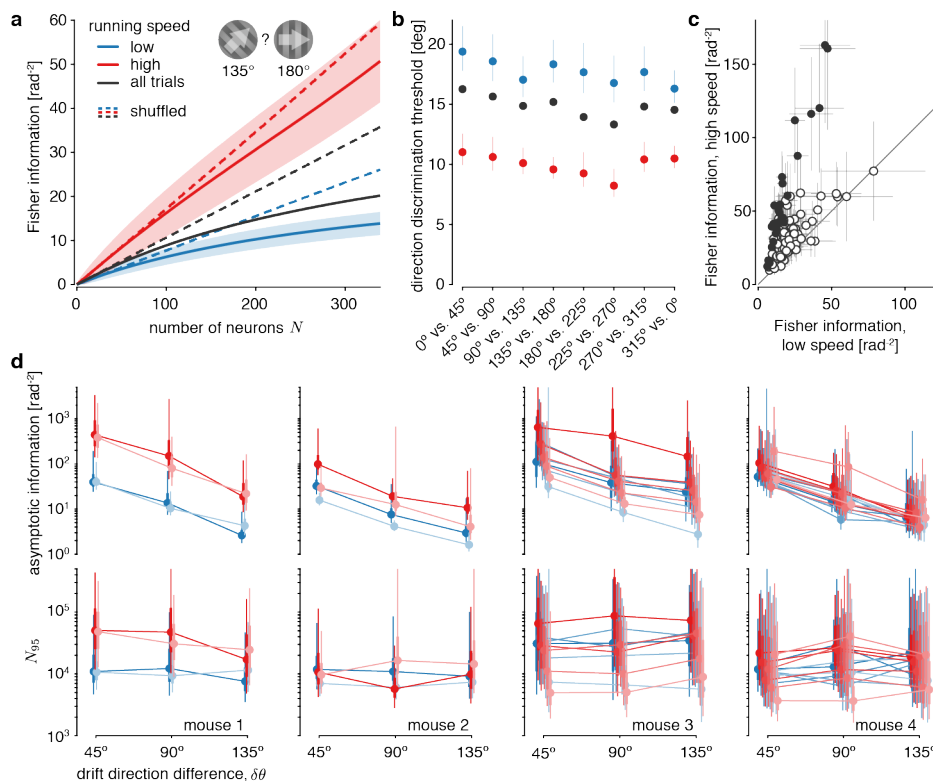 a
60
50
40
30
20
10
0
Fisher information [rad⁻²]
running speed
low
high
all trials
shuffled
?
135° 180°
0 100 200 300
number of neurons N
b
20
15
10
5
0
direction discrimination threshold [deg]
0° vs. 45°
45° vs. 90°
90° vs. 135°
135° vs. 180°
180° vs. 225°
225° vs. 270°
270° vs. 315°
315° vs. 0°
c
150
100
50
0
Fisher information, high speed [rad⁻²]
0 50 100
Fisher information,
low speed [rad⁻²]
d
asymptotic information [rad⁻²]
10³
10²
10¹
10⁰
N₉₅
10⁵
10⁴
10³
mouse 1 mouse 2 mouse 3 mouse 4
45° 90° 135° 45° 90° 135° 45° 90° 135° 45° 90° 135°
drift direction difference, δθ